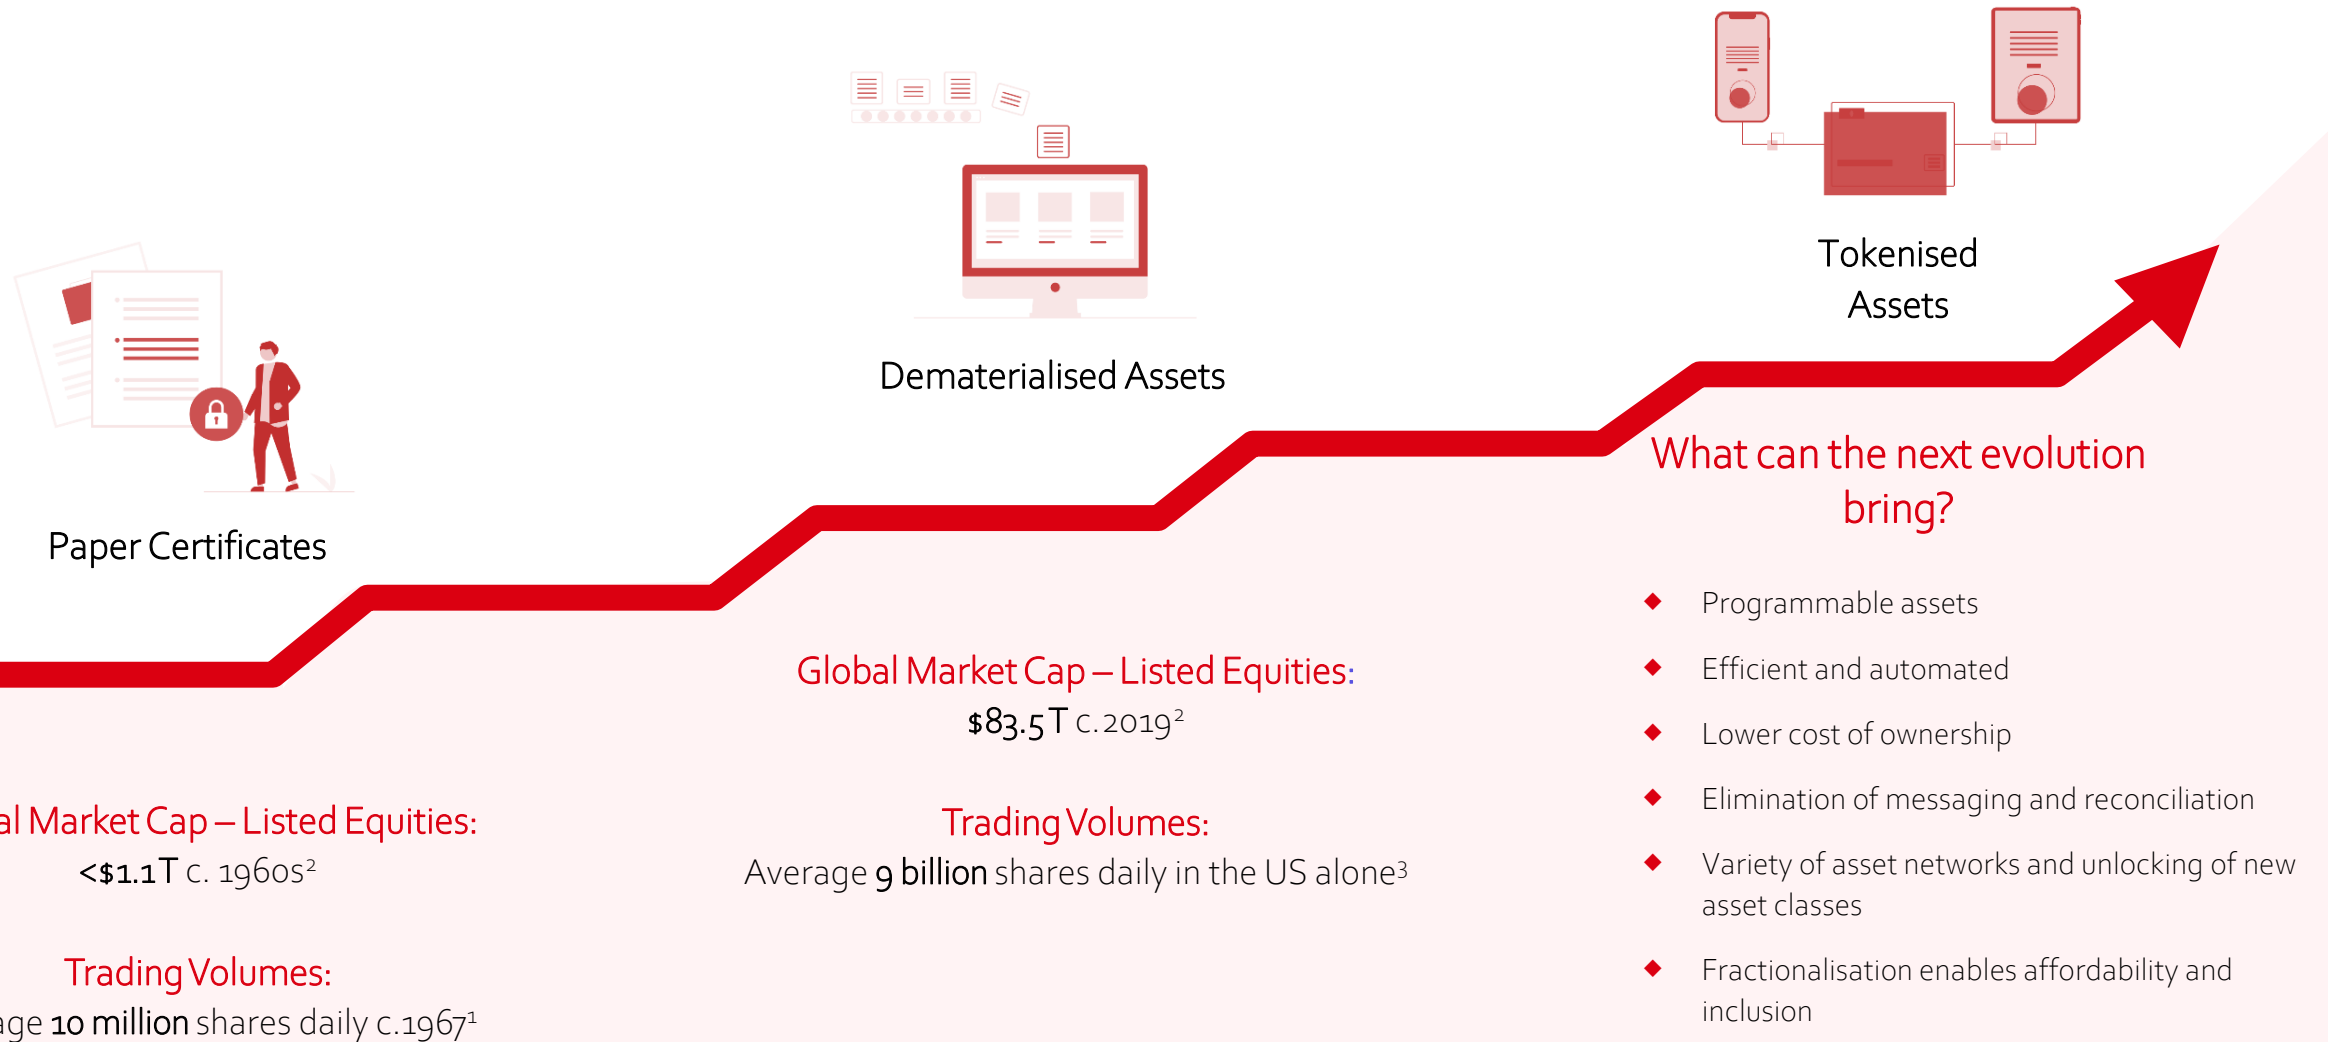 Paper Certificates
al Market Cap – Listed Equities:
<$1.1T c. 1960s²
Trading Volumes:
age 10 million shares daily c.1967¹
Dematerialised Assets
Global Market Cap – Listed Equities:
$83.5T c.2019²
Trading Volumes:
Average 9 billion shares daily in the US alone³
Tokenised
Assets
What can the next evolution
bring?
Programmable assets
Efficient and automated
Lower cost of ownership
Elimination of messaging and reconciliation
Variety of asset networks and unlocking of new
asset classes
Fractionalisation enables affordability and
inclusion